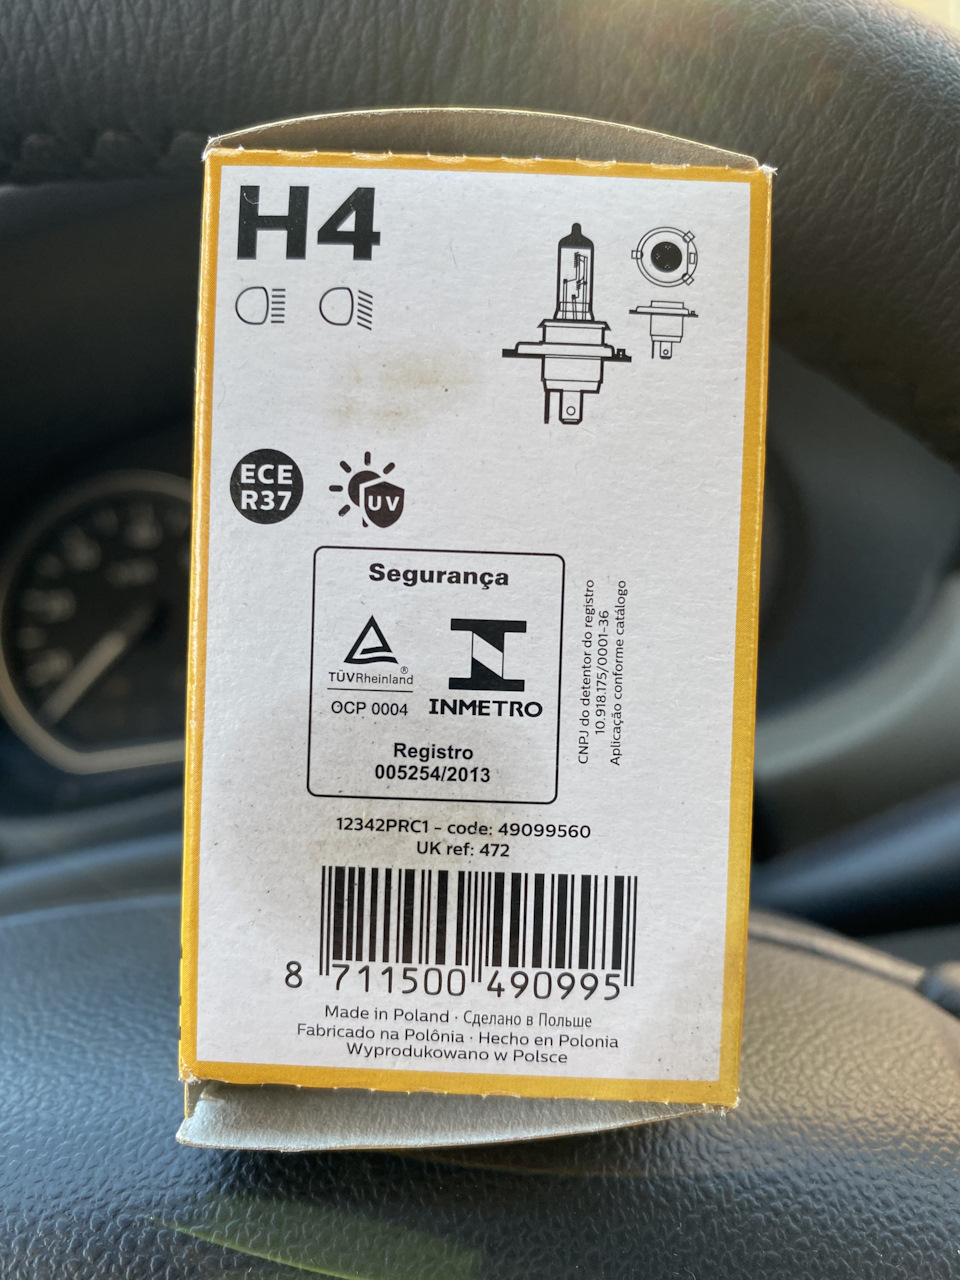 H4
ECE
R37
UV
Segurança
TÜVRheinland®
OCP 0004
INMETRO
Registro
005254/2013
CNPJ do detentor do registro
10.918.175/0001-36
Aplicação conforme catálogo
12342PRC1 - code: 49099560
UK ref: 472
8 711500 490995
Made in Poland · Сделано в Польше
Fabricado na Polônia · Hecho en Polonia
Wyprodukowano w Polsce